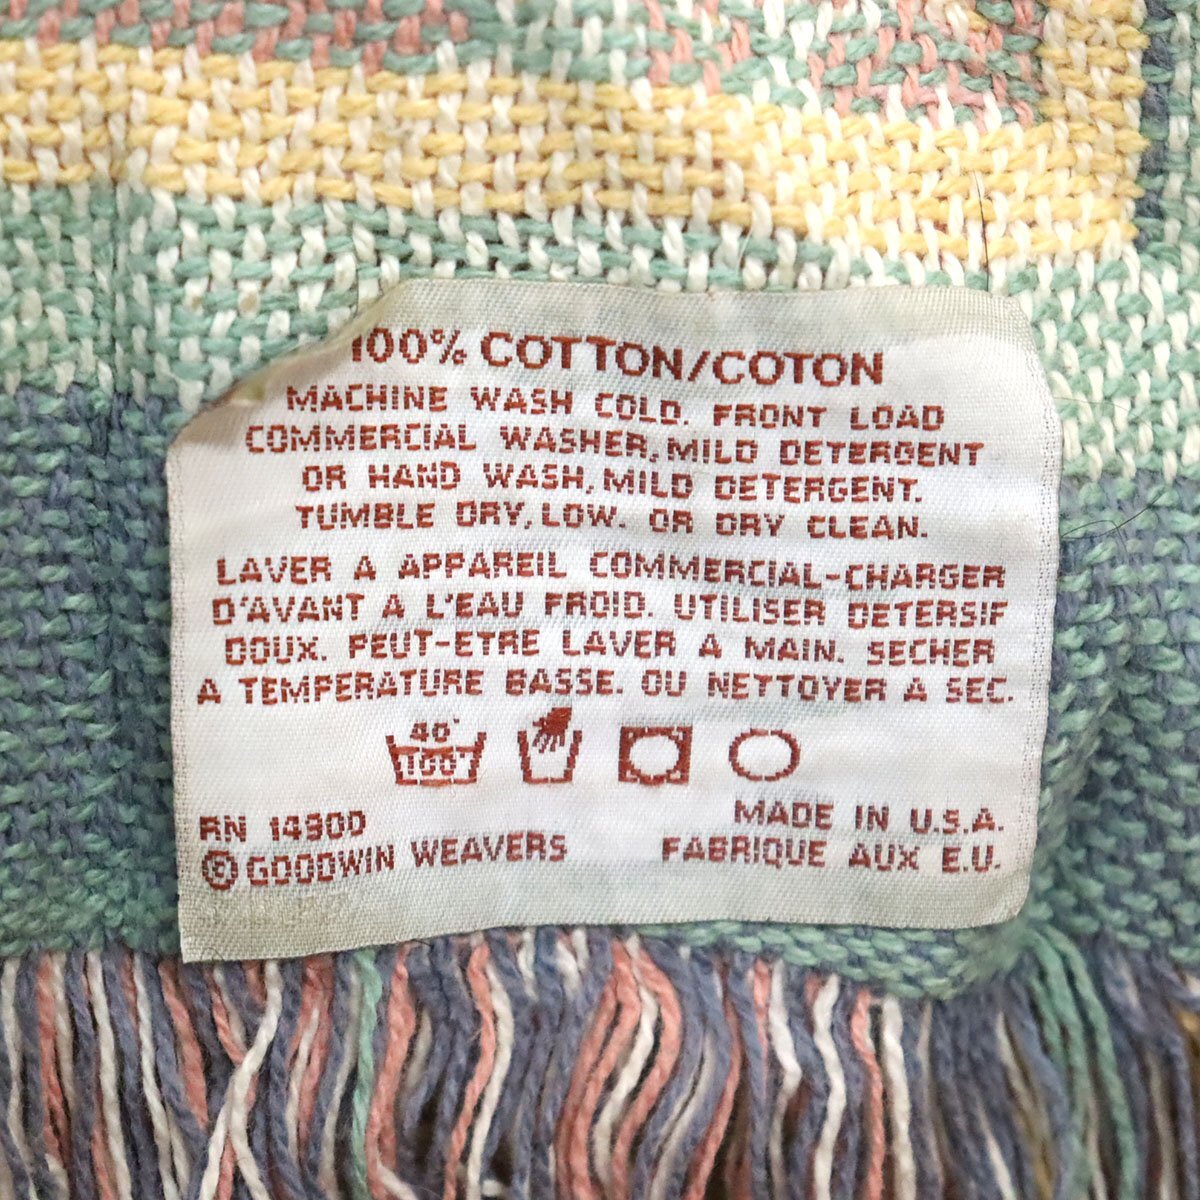 100% COTTON/COTON
MACHINE WASH COLD. FRONT LOAD
COMMERCIAL WASHER, MILD DETERGENT
OR HAND WASH, MILD DETERGENT.
TUMBLE DRY, LOW. OR DRY CLEAN.
LAVER A APPAREIL COMMERCIAL-CHARGER
D'AVANT A L'EAU FROID. UTILISER DETERSIF
DOUX. PEUT-ETRE LAVER A MAIN. SECHER
A TEMPERATURE BASSE. OU NETTOYER A SEC.
40°
100°
RN 14900
© GOODWIN WEAVERS
MADE IN U.S.A.
FABRIQUE AUX E.U.